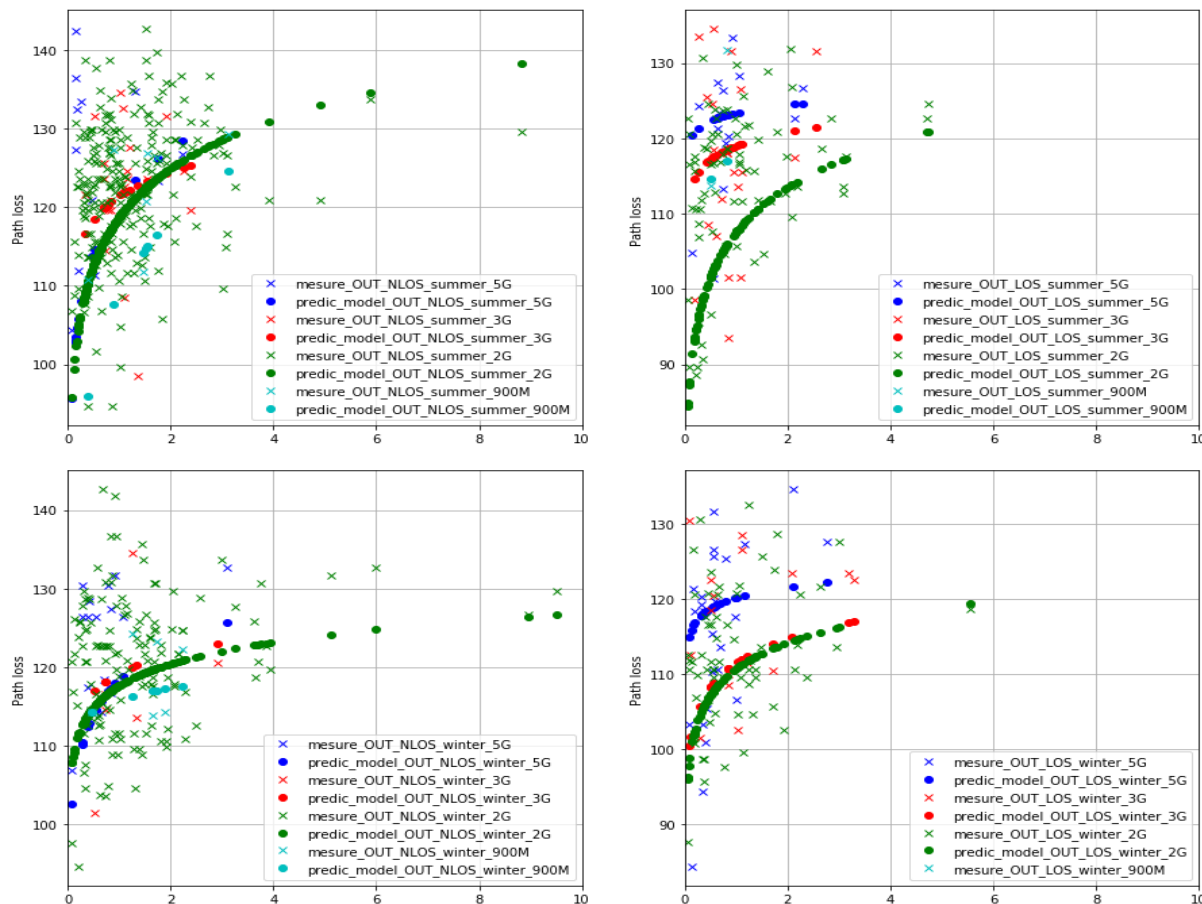 140
130
120
110
100
Path loss
0 2 4 6 8 10
mesure_OUT_NLOS_summer_5G
predic_model_OUT_NLOS_summer_5G
mesure_OUT_NLOS_summer_3G
predic_model_OUT_NLOS_summer_3G
mesure_OUT_NLOS_summer_2G
predic_model_OUT_NLOS_summer_2G
mesure_OUT_NLOS_summer_900M
predic_model_OUT_NLOS_summer_900M
130
120
110
100
90
Path loss
0 2 4 6 8 10
mesure_OUT_LOS_summer_5G
predic_model_OUT_LOS_summer_5G
mesure_OUT_LOS_summer_3G
predic_model_OUT_LOS_summer_3G
mesure_OUT_LOS_summer_2G
predic_model_OUT_LOS_summer_2G
mesure_OUT_LOS_summer_900M
predic_model_OUT_LOS_summer_900M
140
130
120
110
100
Path loss
0 2 4 6 8 10
mesure_OUT_NLOS_winter_5G
predic_model_OUT_NLOS_winter_5G
mesure_OUT_NLOS_winter_3G
predic_model_OUT_NLOS_winter_3G
mesure_OUT_NLOS_winter_2G
predic_model_OUT_NLOS_winter_2G
mesure_OUT_NLOS_winter_900M
predic_model_OUT_NLOS_winter_900M
130
120
110
100
90
Path loss
0 2 4 6 8 10
mesure_OUT_LOS_winter_5G
predic_model_OUT_LOS_winter_5G
mesure_OUT_LOS_winter_3G
predic_model_OUT_LOS_winter_3G
mesure_OUT_LOS_winter_2G
predic_model_OUT_LOS_winter_2G
mesure_OUT_LOS_winter_900M